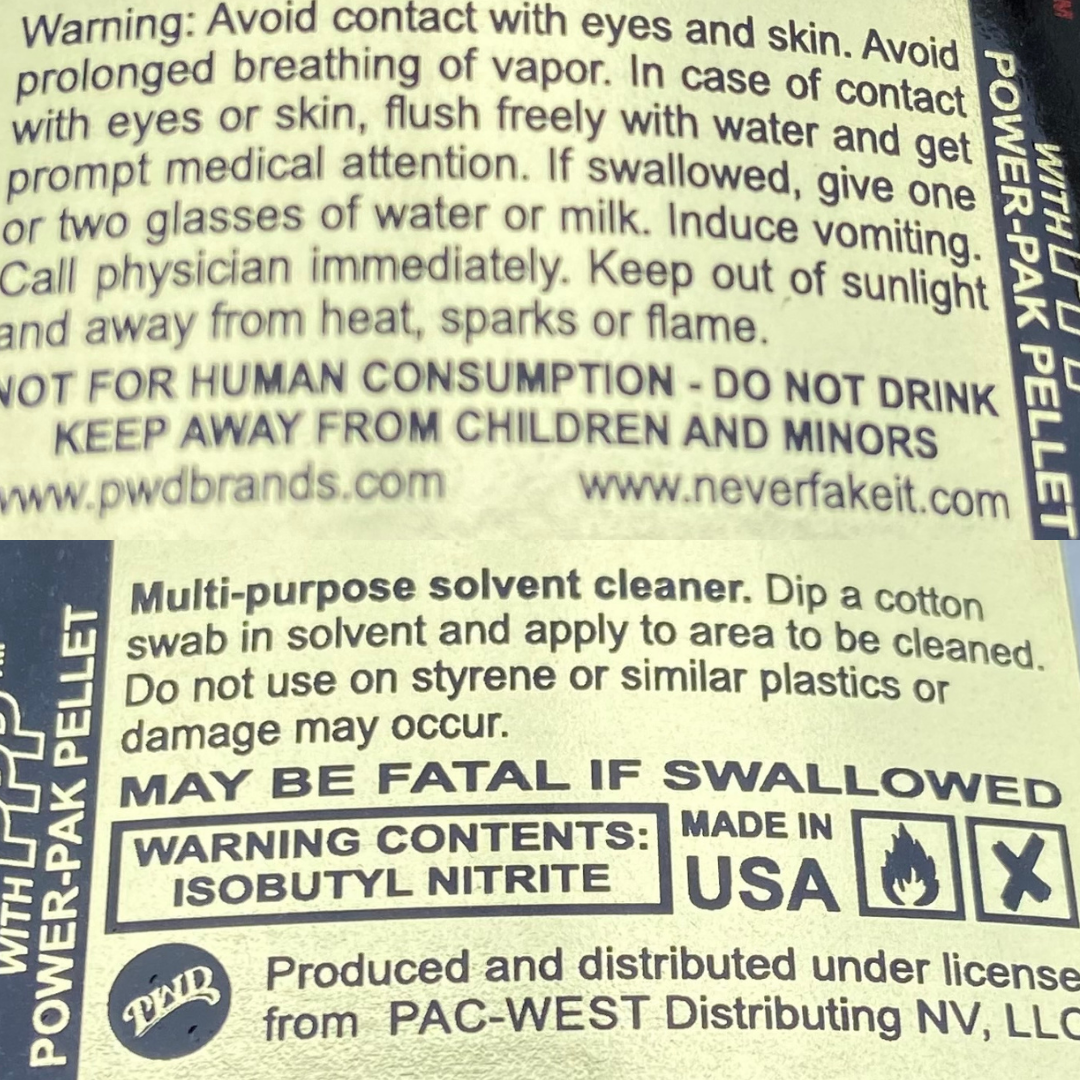 Warning: Avoid contact with eyes and skin. Avoid
prolonged breathing of vapor. In case of contact
with eyes or skin, flush freely with water and get
prompt medical attention. If swallowed, give one
or two glasses of water or milk. Induce vomiting.
Call physician immediately. Keep out of sunlight
and away from heat, sparks or flame.
NOT FOR HUMAN CONSUMPTION - DO NOT DRINK
KEEP AWAY FROM CHILDREN AND MINORS
www.pwdbrands.com www.neverfakeit.com
WITH
POWER-PAK PELLET
WITH
POWER-PAK PELLET
Multi-purpose solvent cleaner. Dip a cotton
swab in solvent and apply to area to be cleaned.
Do not use on styrene or similar plastics or
damage may occur.
MAY BE FATAL IF SWALLOWED
WARNING CONTENTS:
ISOBUTYL NITRITE
MADE IN
USA
PWD
Produced and distributed under license
from PAC-WEST Distributing NV, LLC